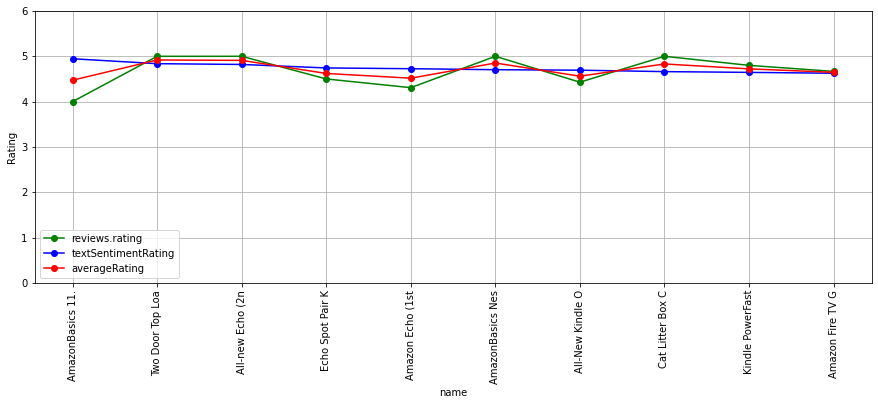 6
5
4
3
2
1
0
Rating
reviews.rating
textSentimentRating
averageRating
AmazonBasics 11.
Two Door Top Loa
All-new Echo (2n
Echo Spot Pair K
Amazon Echo (1st
AmazonBasics Nes
All-New Kindle O
Cat Litter Box C
Kindle PowerFast
Amazon Fire TV G
name